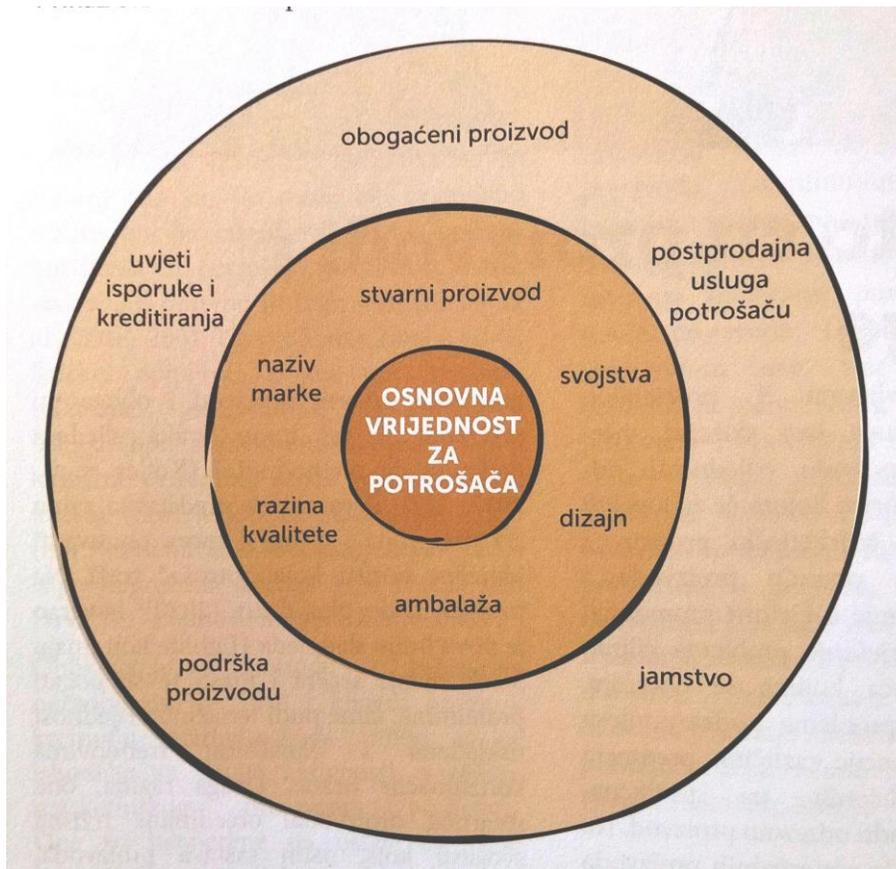 obogaćeni proizvod
uvjeti
isporuke i
kreditiranja
postprodajna
usluga
potrošaču
stvarni proizvod
naziv
marke
svojstva
OSNOVNA
VRIJEDNOST
ZA
POTROŠAČA
razina
kvalitete
dizajn
ambalaža
podrška
proizvodu
jamstvo